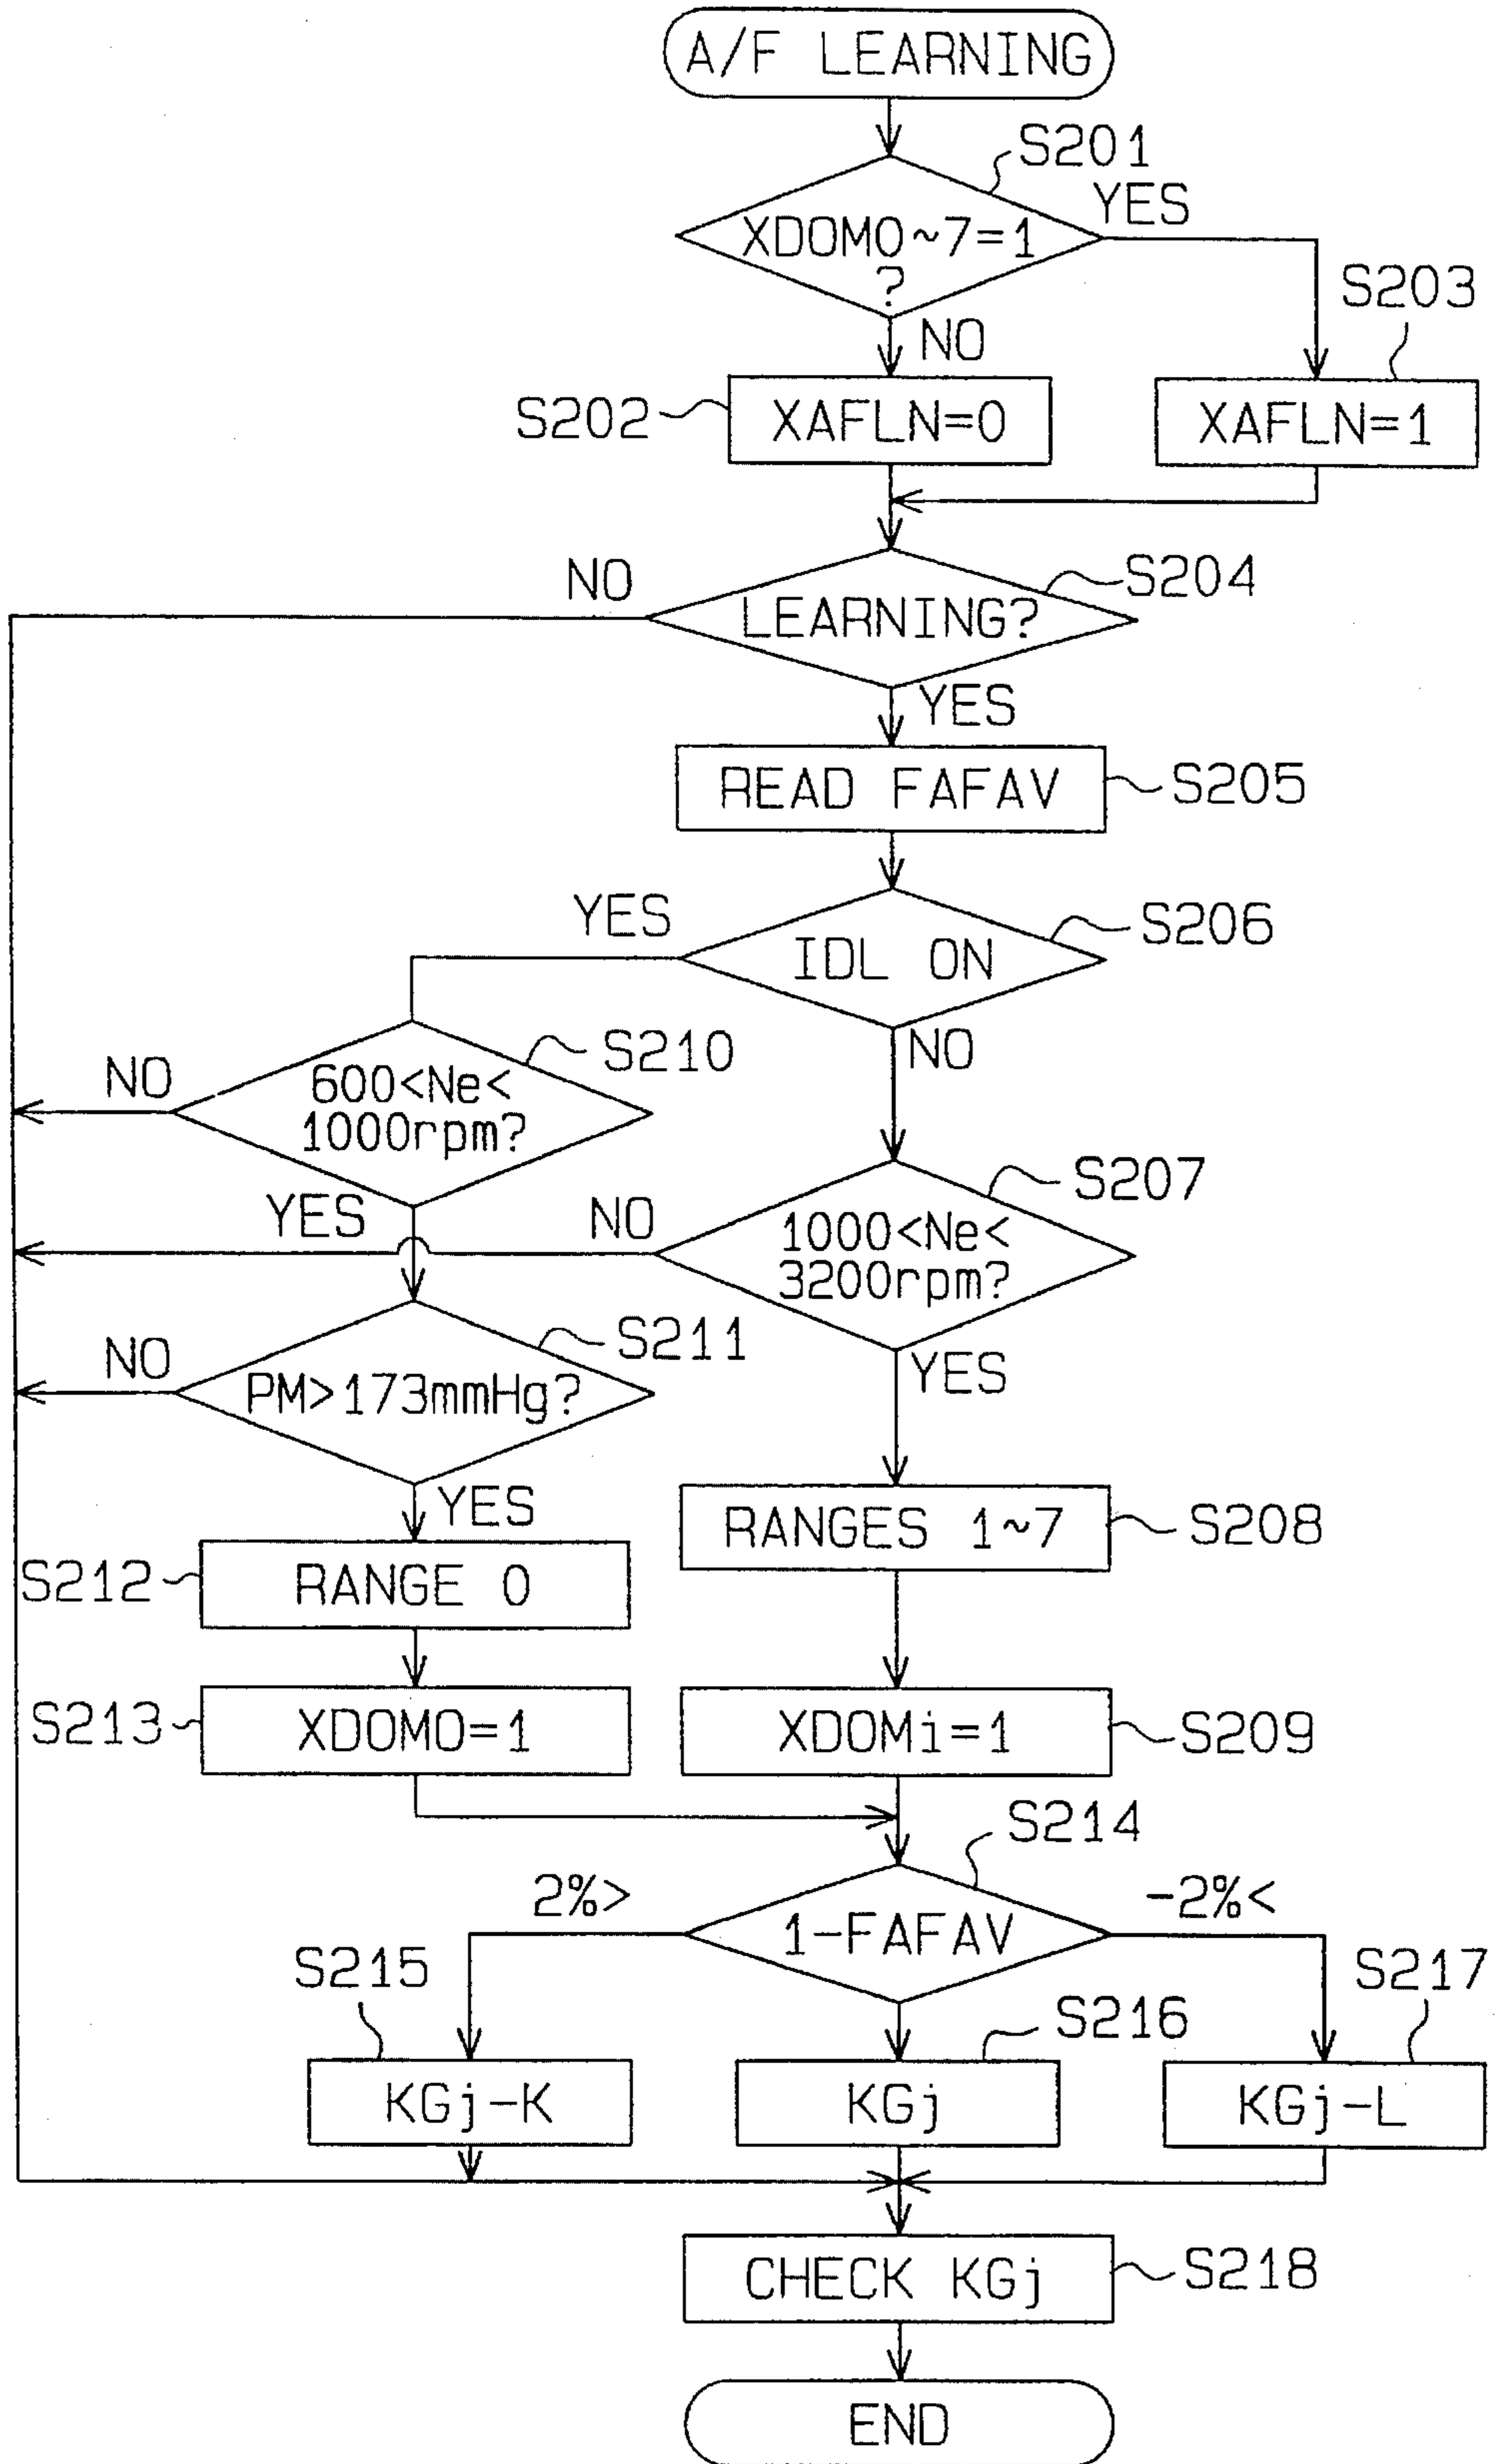 A/F LEARNING
S201
YES
XDOM0~7=1
?
S203
NO
S202
XAFLN=0
XAFLN=1
NO
S204
LEARNING?
YES
READ FAFAV
S205
YES
S206
IDL ON
NO
S210
NO
600<Ne<
1000rpm?
S207
YES
NO
1000<Ne<
3200rpm?
S211
NO
YES
PM>173mmHg?
YES
RANGES 1~7
S208
S212
RANGE 0
S213
XDOM0=1
XDOMi=1
S209
S214
2%>
-2%<
1-FAFAV
S215
S217
S216
KGj-K
KGj
KGj-L
CHECK KGj
S218
END